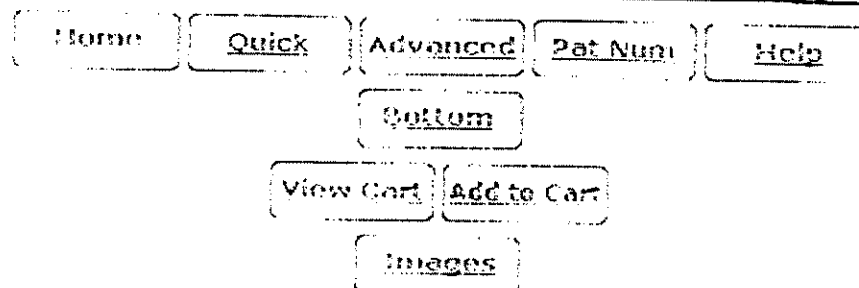 Home Quick Advanced Pat Num Help
Bottom
View Cart Add to Cart
Images